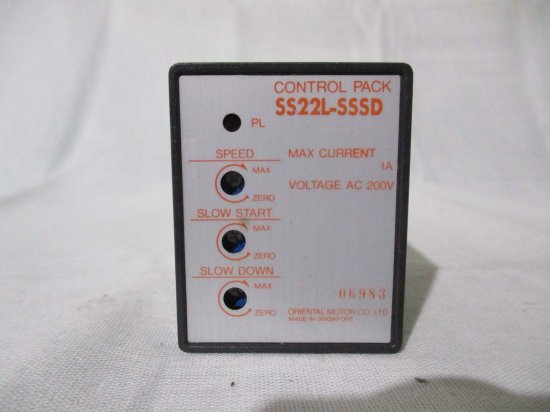 CONTROL PACK
SS22L-SSSD
PL
SPEED
MAX
ZERO
MAX CURRENT
1A
VOLTAGE AC 200V
SLOW START
MAX
ZERO
SLOW DOWN
MAX
ZERO
06983
ORIENTAL MOTOR CO., LTD.
MADE IN SINGAPORE